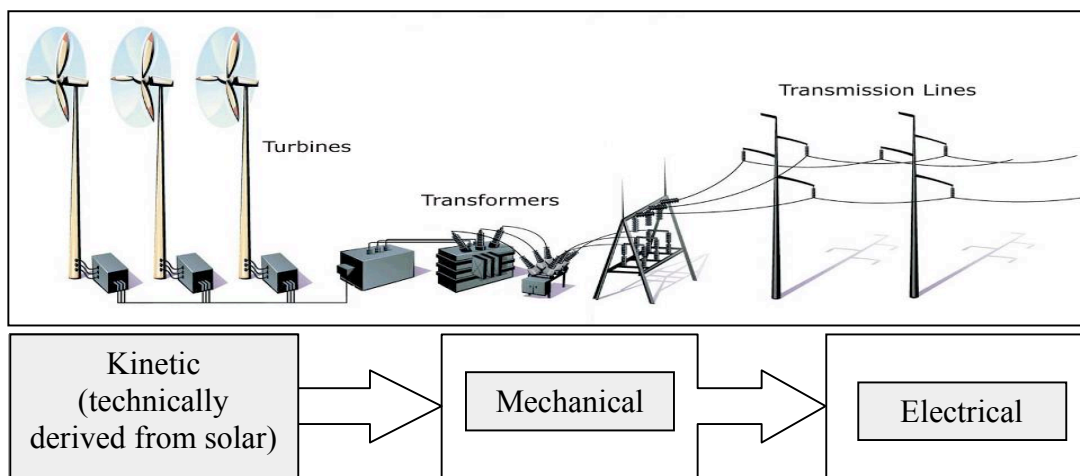 Transmission Lines
Turbines
Transformers
Kinetic
(technically
derived from solar)
Mechanical
Electrical